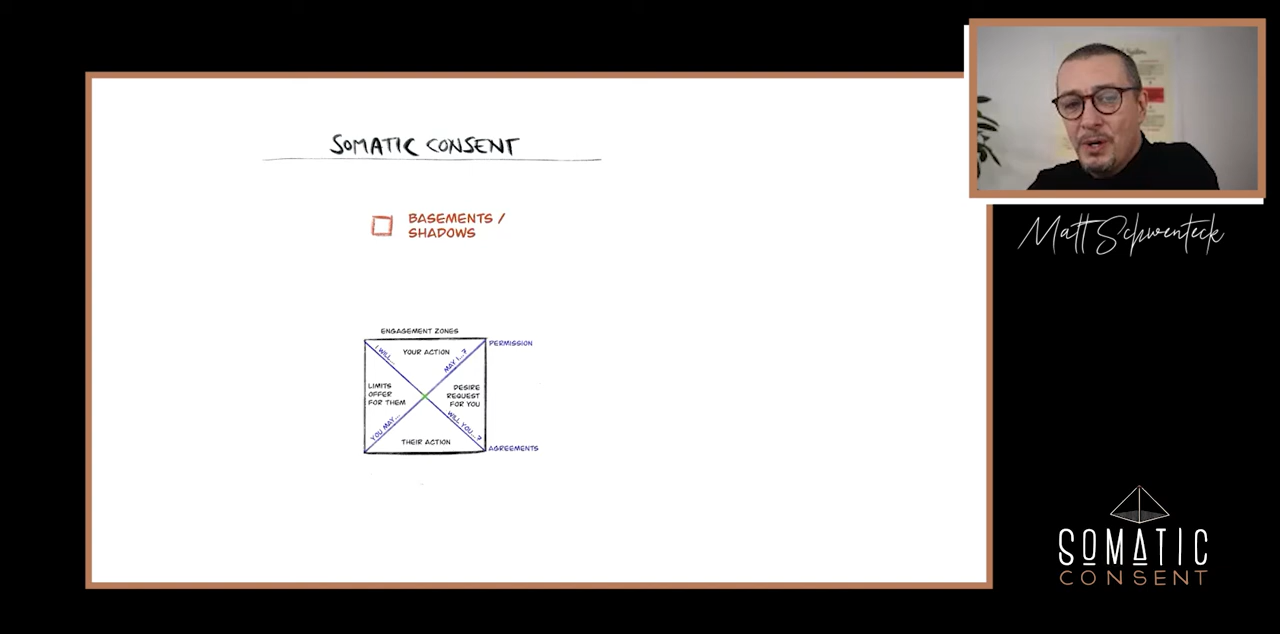 SOMATIC CONSENT
BASEMENTS /
SHADOWS
ENGAGEMENT ZONES
I WILL...
YOUR ACTION
MAY I...?
PERMISSION
LIMITS
OFFER
FOR THEM
DESIRE
REQUEST
FOR YOU
YOU MAY...
WILL YOU...?
THEIR ACTION
AGREEMENTS
Matt Schwenteck
SOMATIC
CONSENT